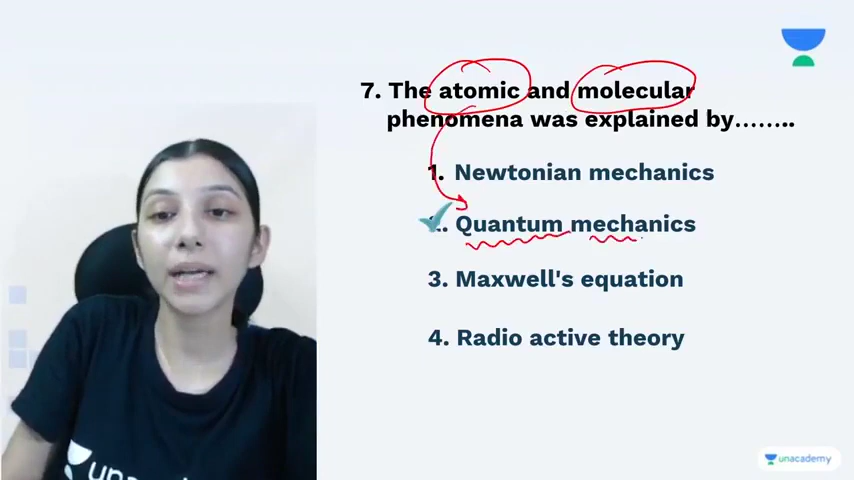 7. The atomic and molecular
phenomena was explained by........
1. Newtonian mechanics
2. Quantum mechanics
3. Maxwell's equation
4. Radio active theory
unacademy